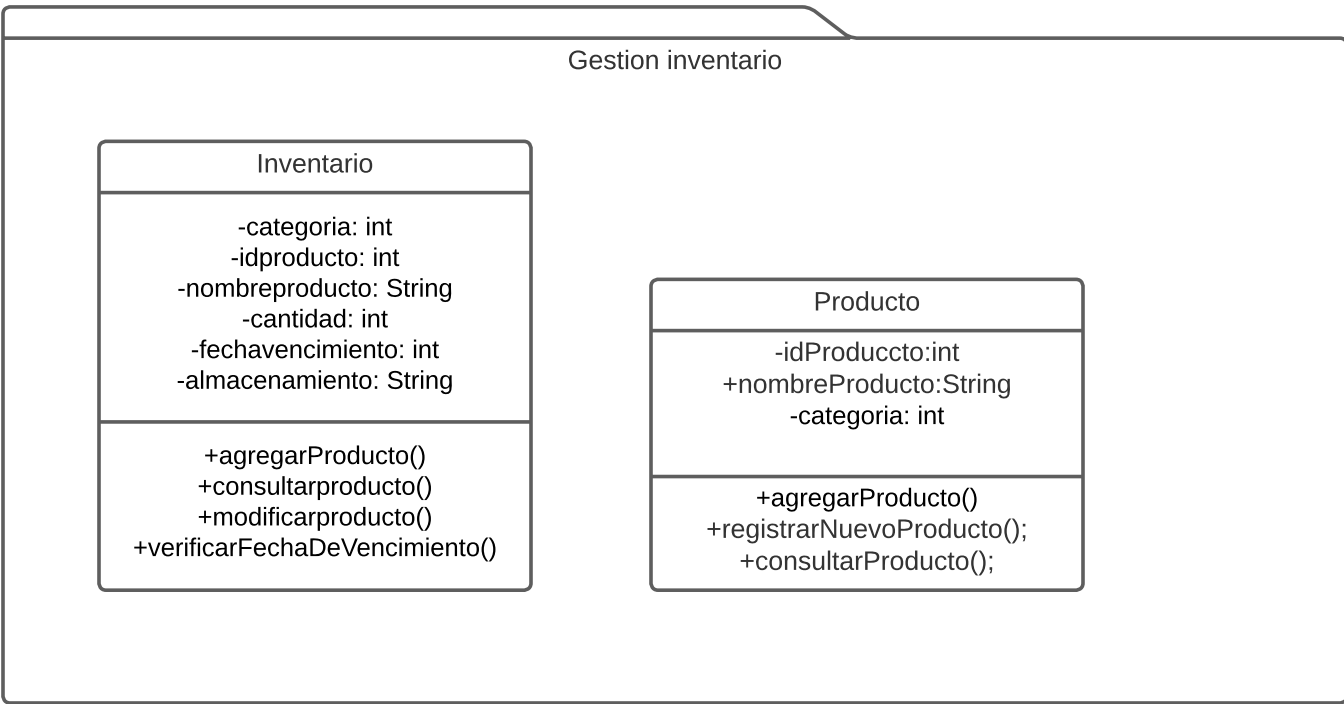 Gestion inventario
Inventario
-categoria: int
-idproducto: int
-nombreproducto: String
-cantidad: int
-fechavencimiento: int
-almacenamiento: String
+agregarProducto()
+consultarproducto()
+modificarproducto()
+verificarFechaDeVencimiento()
Producto
-idProduccto:int
+nombreProducto:String
-categoria: int
+agregarProducto()
+registrarNuevoProducto();
+consultarProducto();